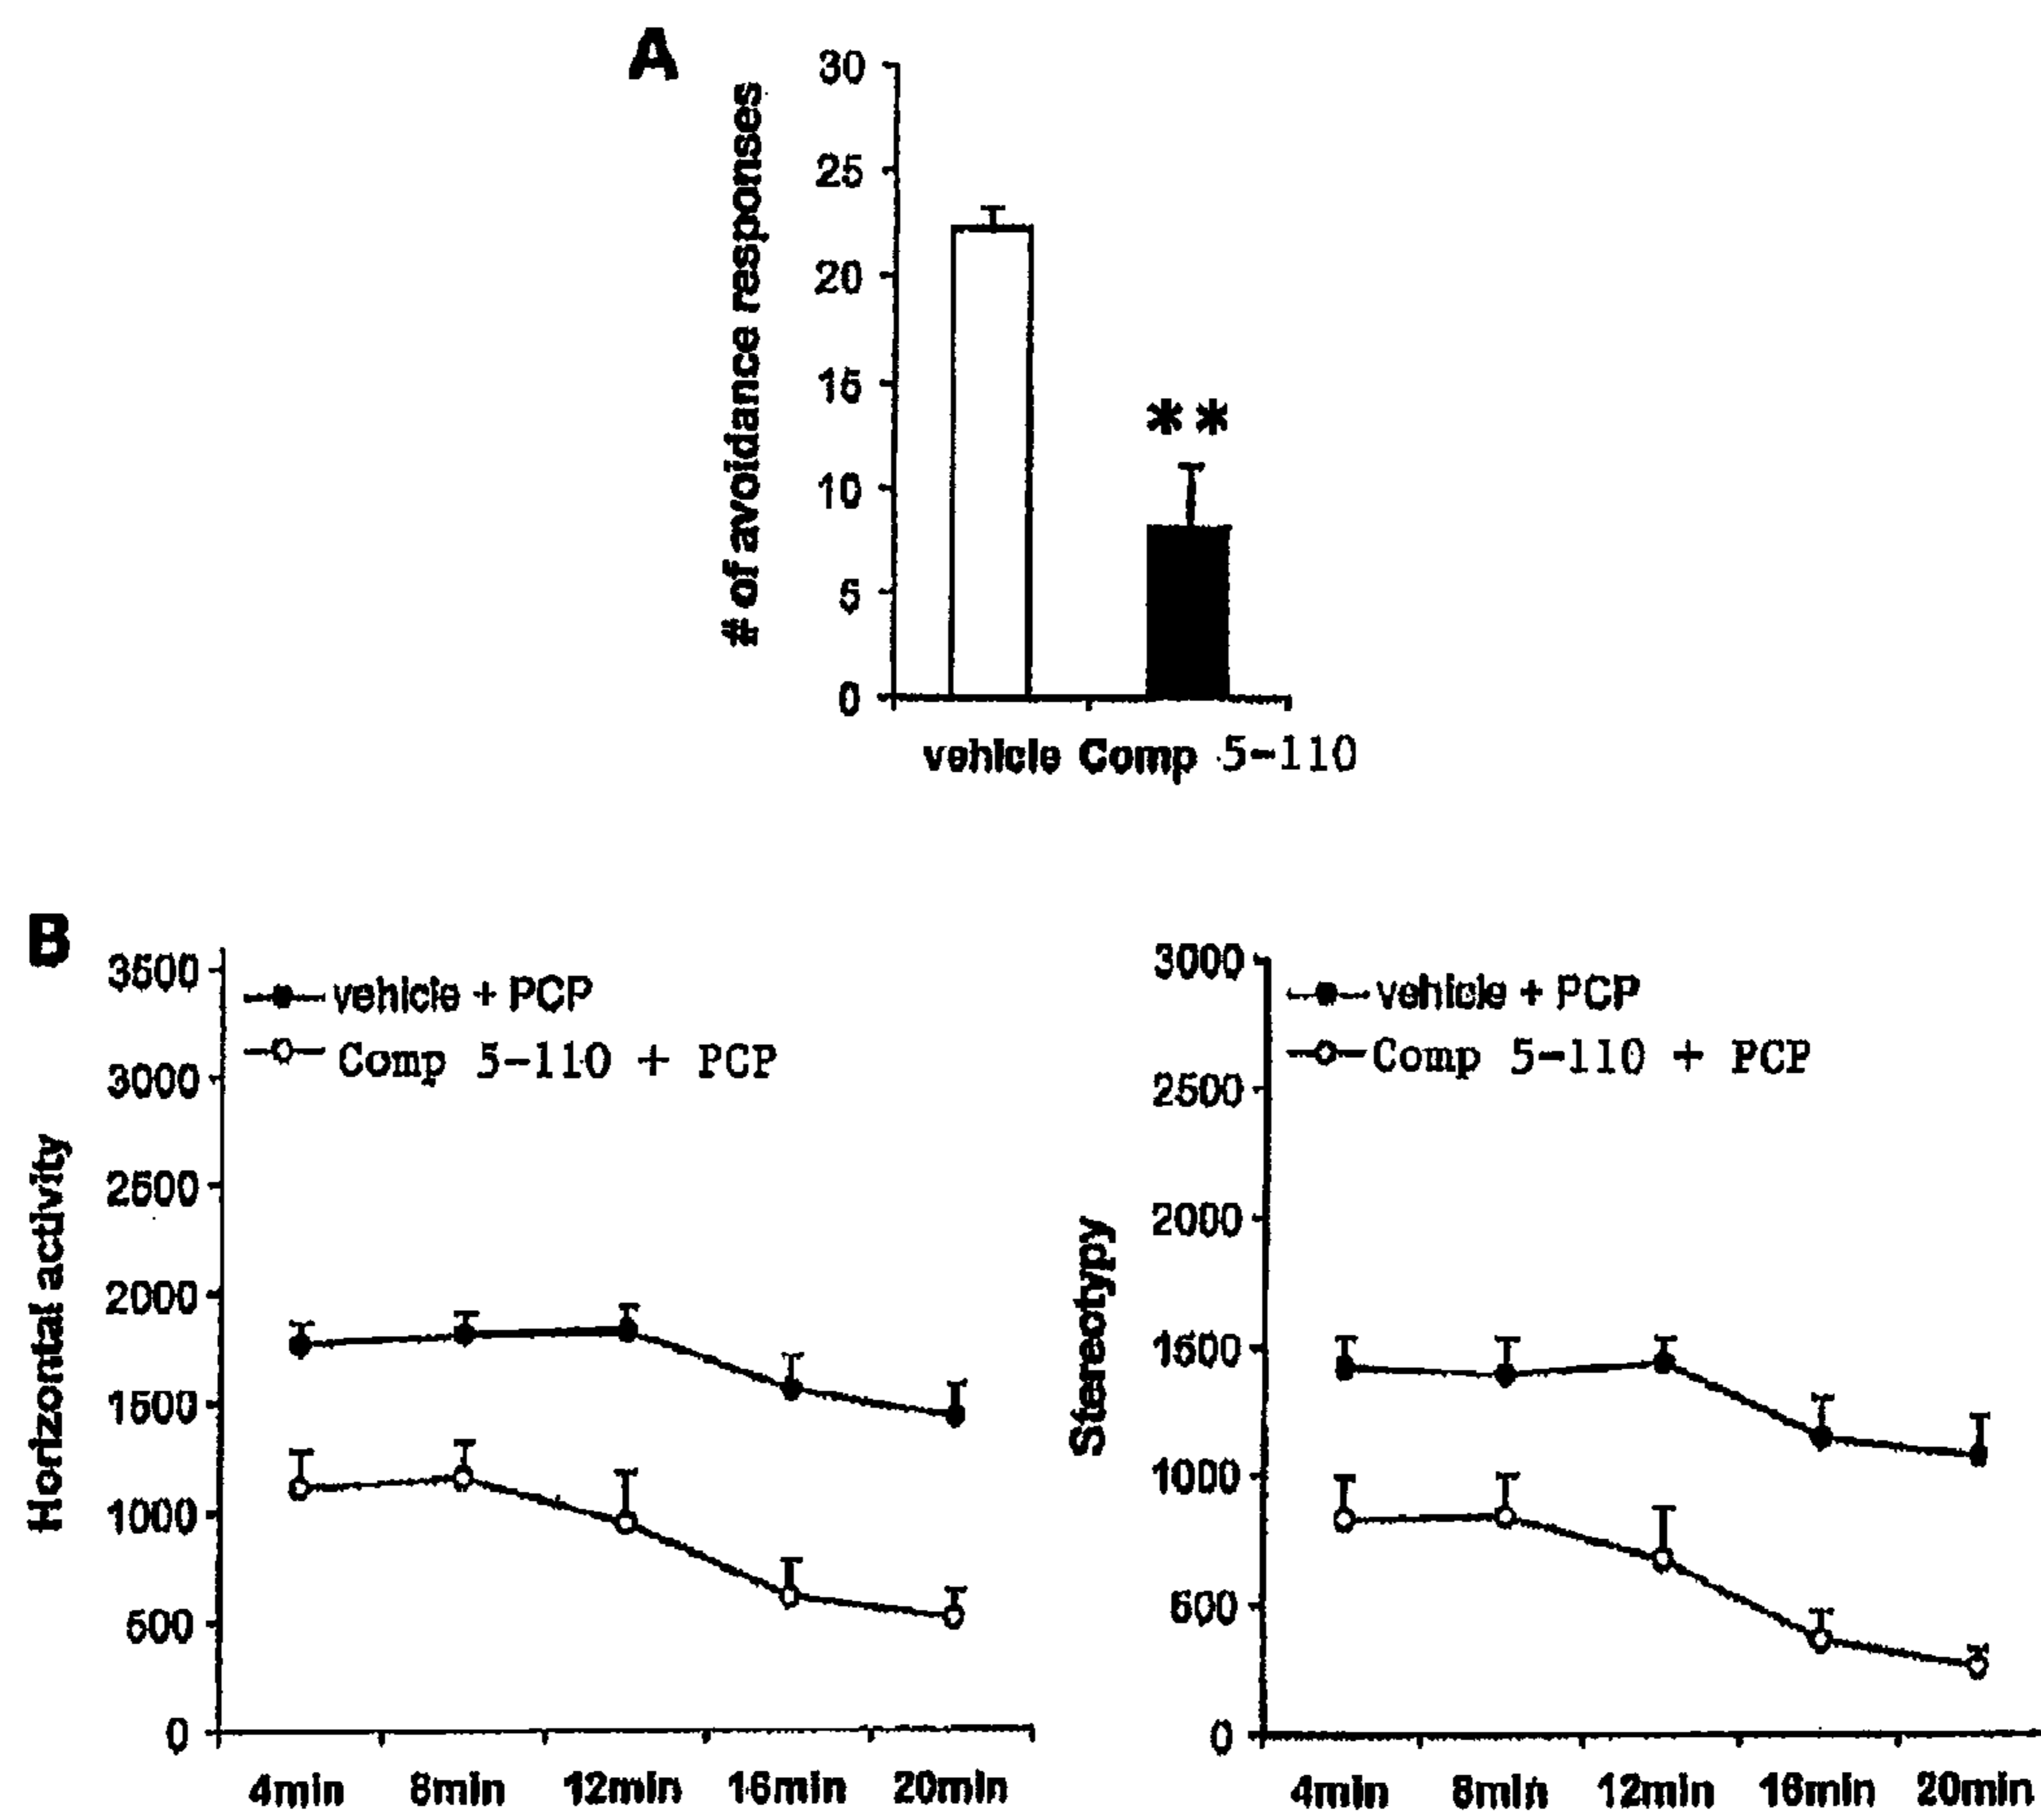 A
# of avoidance responses
30
25
20
15
10
5
0
vehicle Comp 5-110
B
Horizontal activity
3500
3000
2500
2000
1500
1000
500
0
vehicle + PCP
Comp 5-110 + PCP
4min 8min 12min 16min 20min
Stereotypy
3000
2500
2000
1500
1000
500
0
vehicle + PCP
Comp 5-110 + PCP
4min 8min 12min 16min 20min
**